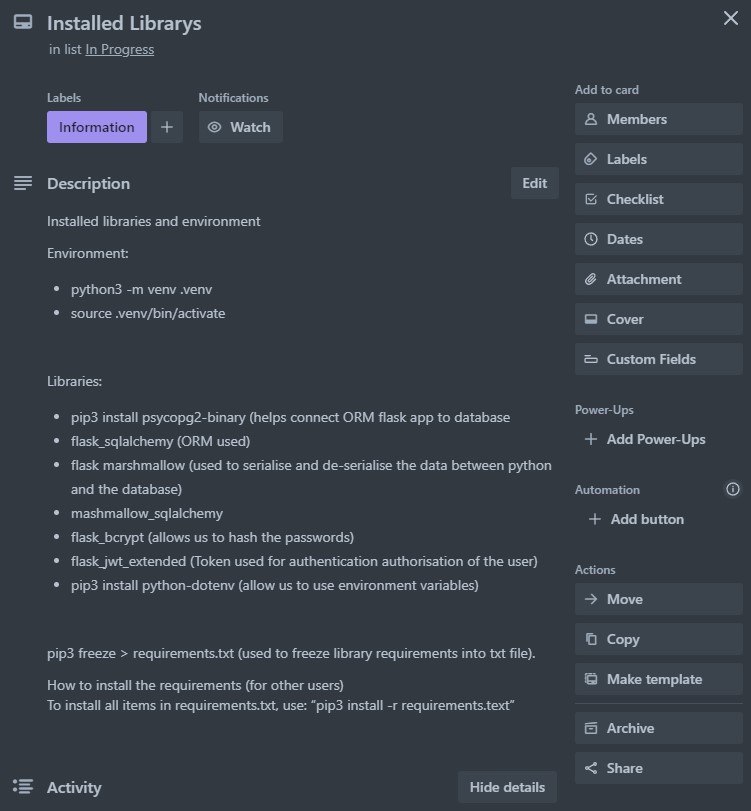 Installed Librarys
in list In Progress
Labels
Notifications
Information
Watch
Description
Edit
Installed libraries and environment
Environment:
python3 -m venv .venv
source .venv/bin/activate
Libraries:
pip3 install psycopg2-binary (helps connect ORM flask app to database
flask_sqlalchemy (ORM used)
flask marshmallow (used to serialise and de-serialise the data between python
and the database)
mashmallow_sqlalchemy
flask_bcrypt (allows us to hash the passwords)
flask_jwt_extended (Token used for authentication authorisation of the user)
pip3 install python-dotenv (allow us to use environment variables)
pip3 freeze > requirements.txt (used to freeze library requirements into txt file).
How to install the requirements (for other users)
To install all items in requirements.txt, use: “pip3 install -r requirements.text”
Activity
Hide details
Add to card
Members
Labels
Checklist
Dates
Attachment
Cover
Custom Fields
Power-Ups
Add Power-Ups
Automation
Add button
Actions
Move
Copy
Make template
Archive
Share